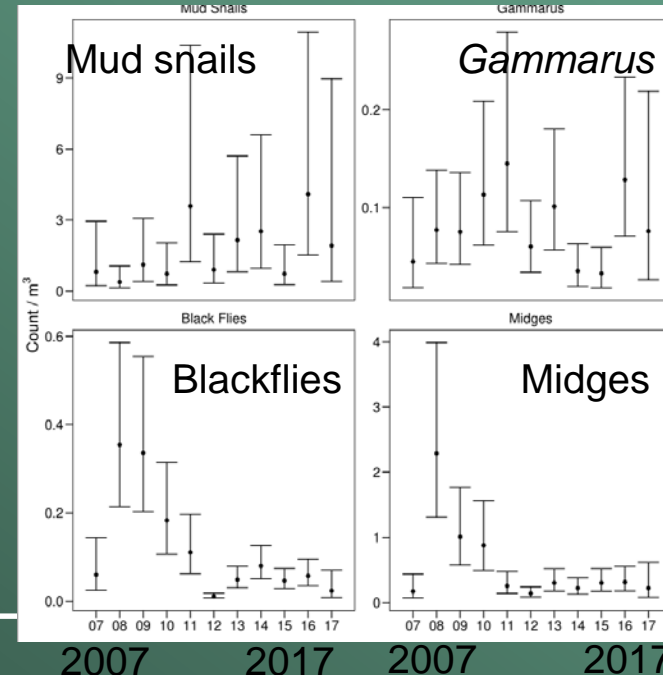 Mud Snails
Gammarus
Mud snails
Gammarus
9
6
3
0
0.2
0.1
Count / m³
Black Flies
Midges
Blackflies
Midges
0.6
0.4
0.2
0.0
4
3
2
1
0
07 08 09 10 11 12 13 14 15 16 17
07 08 09 10 11 12 13 14 15 16 17
2007 2017 2007 2017